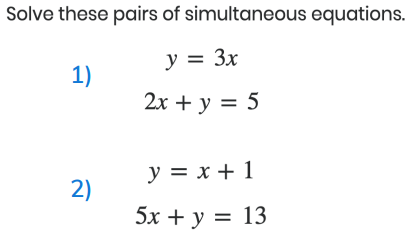 Solve these pairs of simultaneous equations.
1)
y = 3x
2x + y = 5
2)
y = x + 1
5x + y = 13